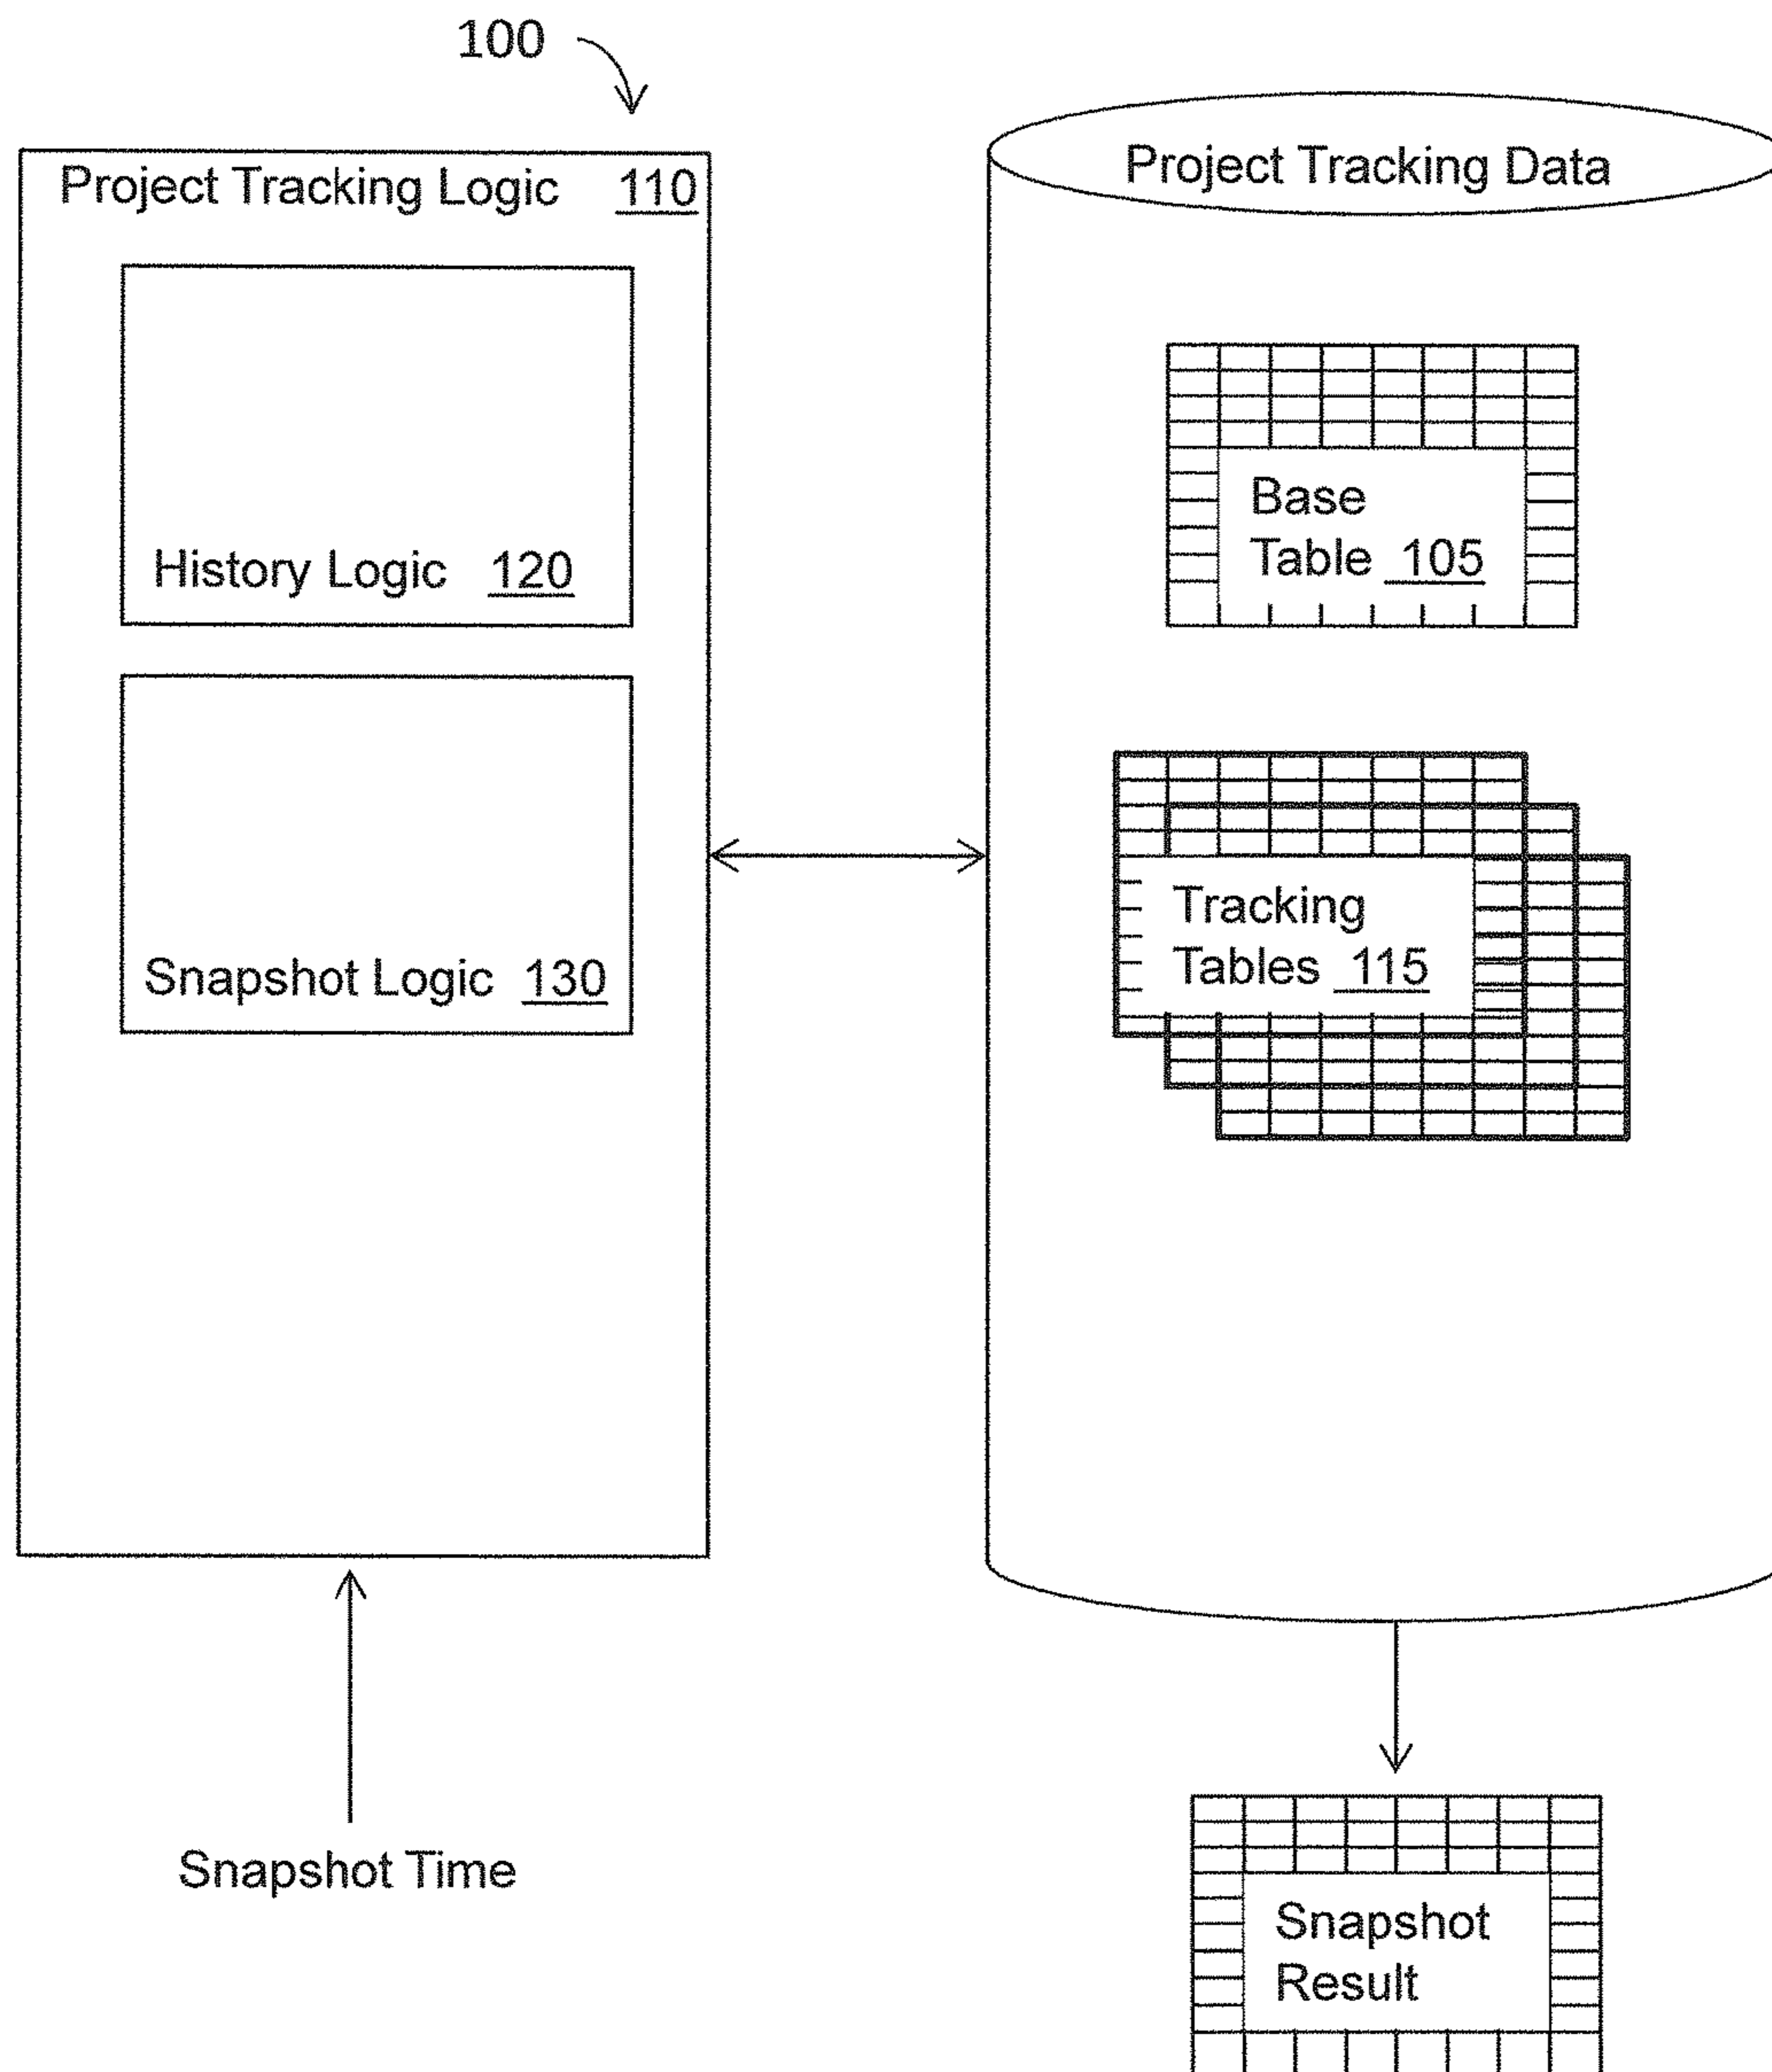 100
Project Tracking Logic 110
History Logic 120
Snapshot Logic 130
Project Tracking Data
Base
Table 105
Tracking
Tables 115
Snapshot Time
Snapshot
Result